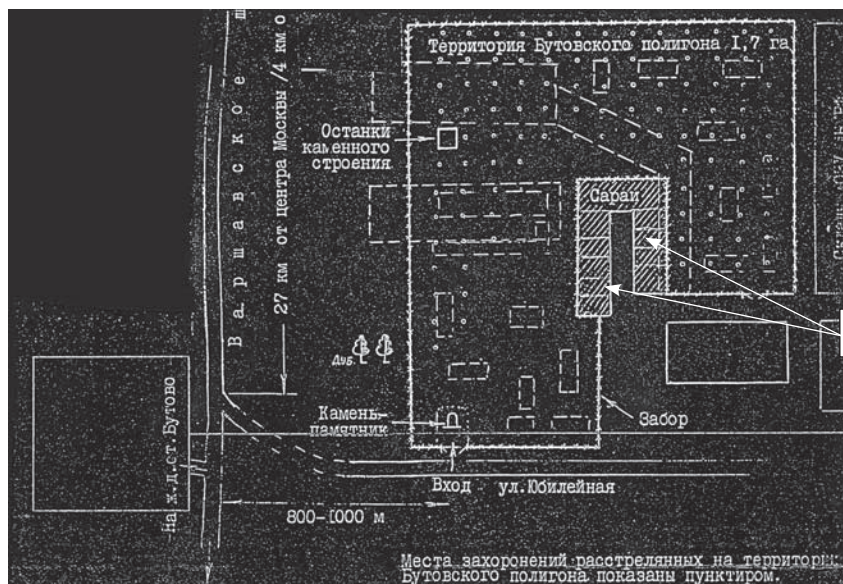 Территория Бутовского полигона 1,7 га
Варшавское
27 км от центра Москвы /4 км о
Останки
каменного
строения
Сараи
Дуб.
Камень-
памятник
Забор
На ж.д.ст.Бутово
Вход
ул.Юбилейная
800-1000 м
Места захоронений расстрелянных на территории
Бутовского полигона показаны пунктиром.